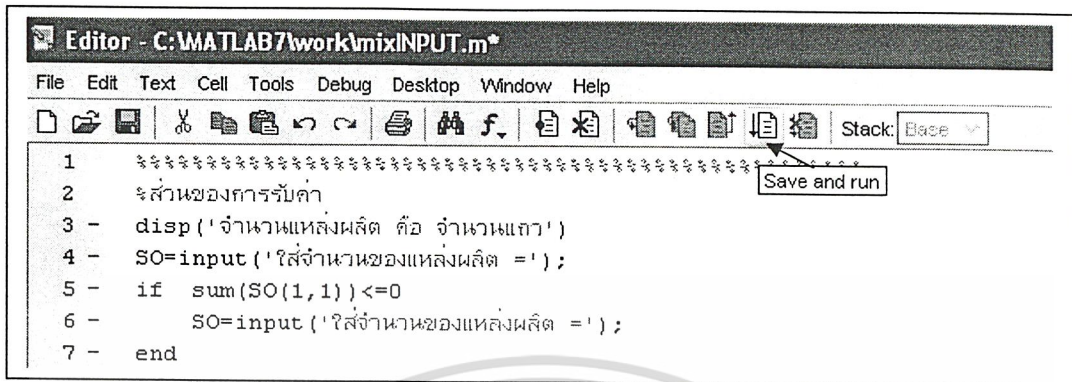 Editor - C:\MATLAB7\work\mixINPUT.m*
File Edit Text Cell Tools Debug Desktop Window Help
Stack: Base
1 %%%%%%%%%%%%%%%%%%%%%%%%%%%%%%%%%%%%%%%%%%%%%%%%%%%
Save and run
2 %ส่วนของการรับค่า
3 - disp('จำนวนแหล่งผลิต คือ จำนวนแถว')
4 - SO=input('ใส่จำนวนของแหล่งผลิต =');
5 - if sum(SO(1,1))<=0
6 - SO=input('ใส่จำนวนของแหล่งผลิต =');
7 - end